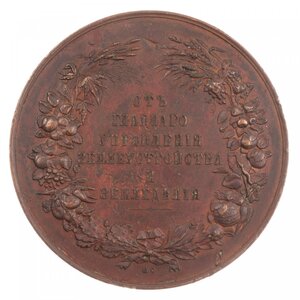 ОТЪ
ГЛАВНАГО
УПРАВЛЕНІЯ
ЗЕМЛЕУСТРОЙСТВА
И
ЗЕМЛЕДѢЛІЯ